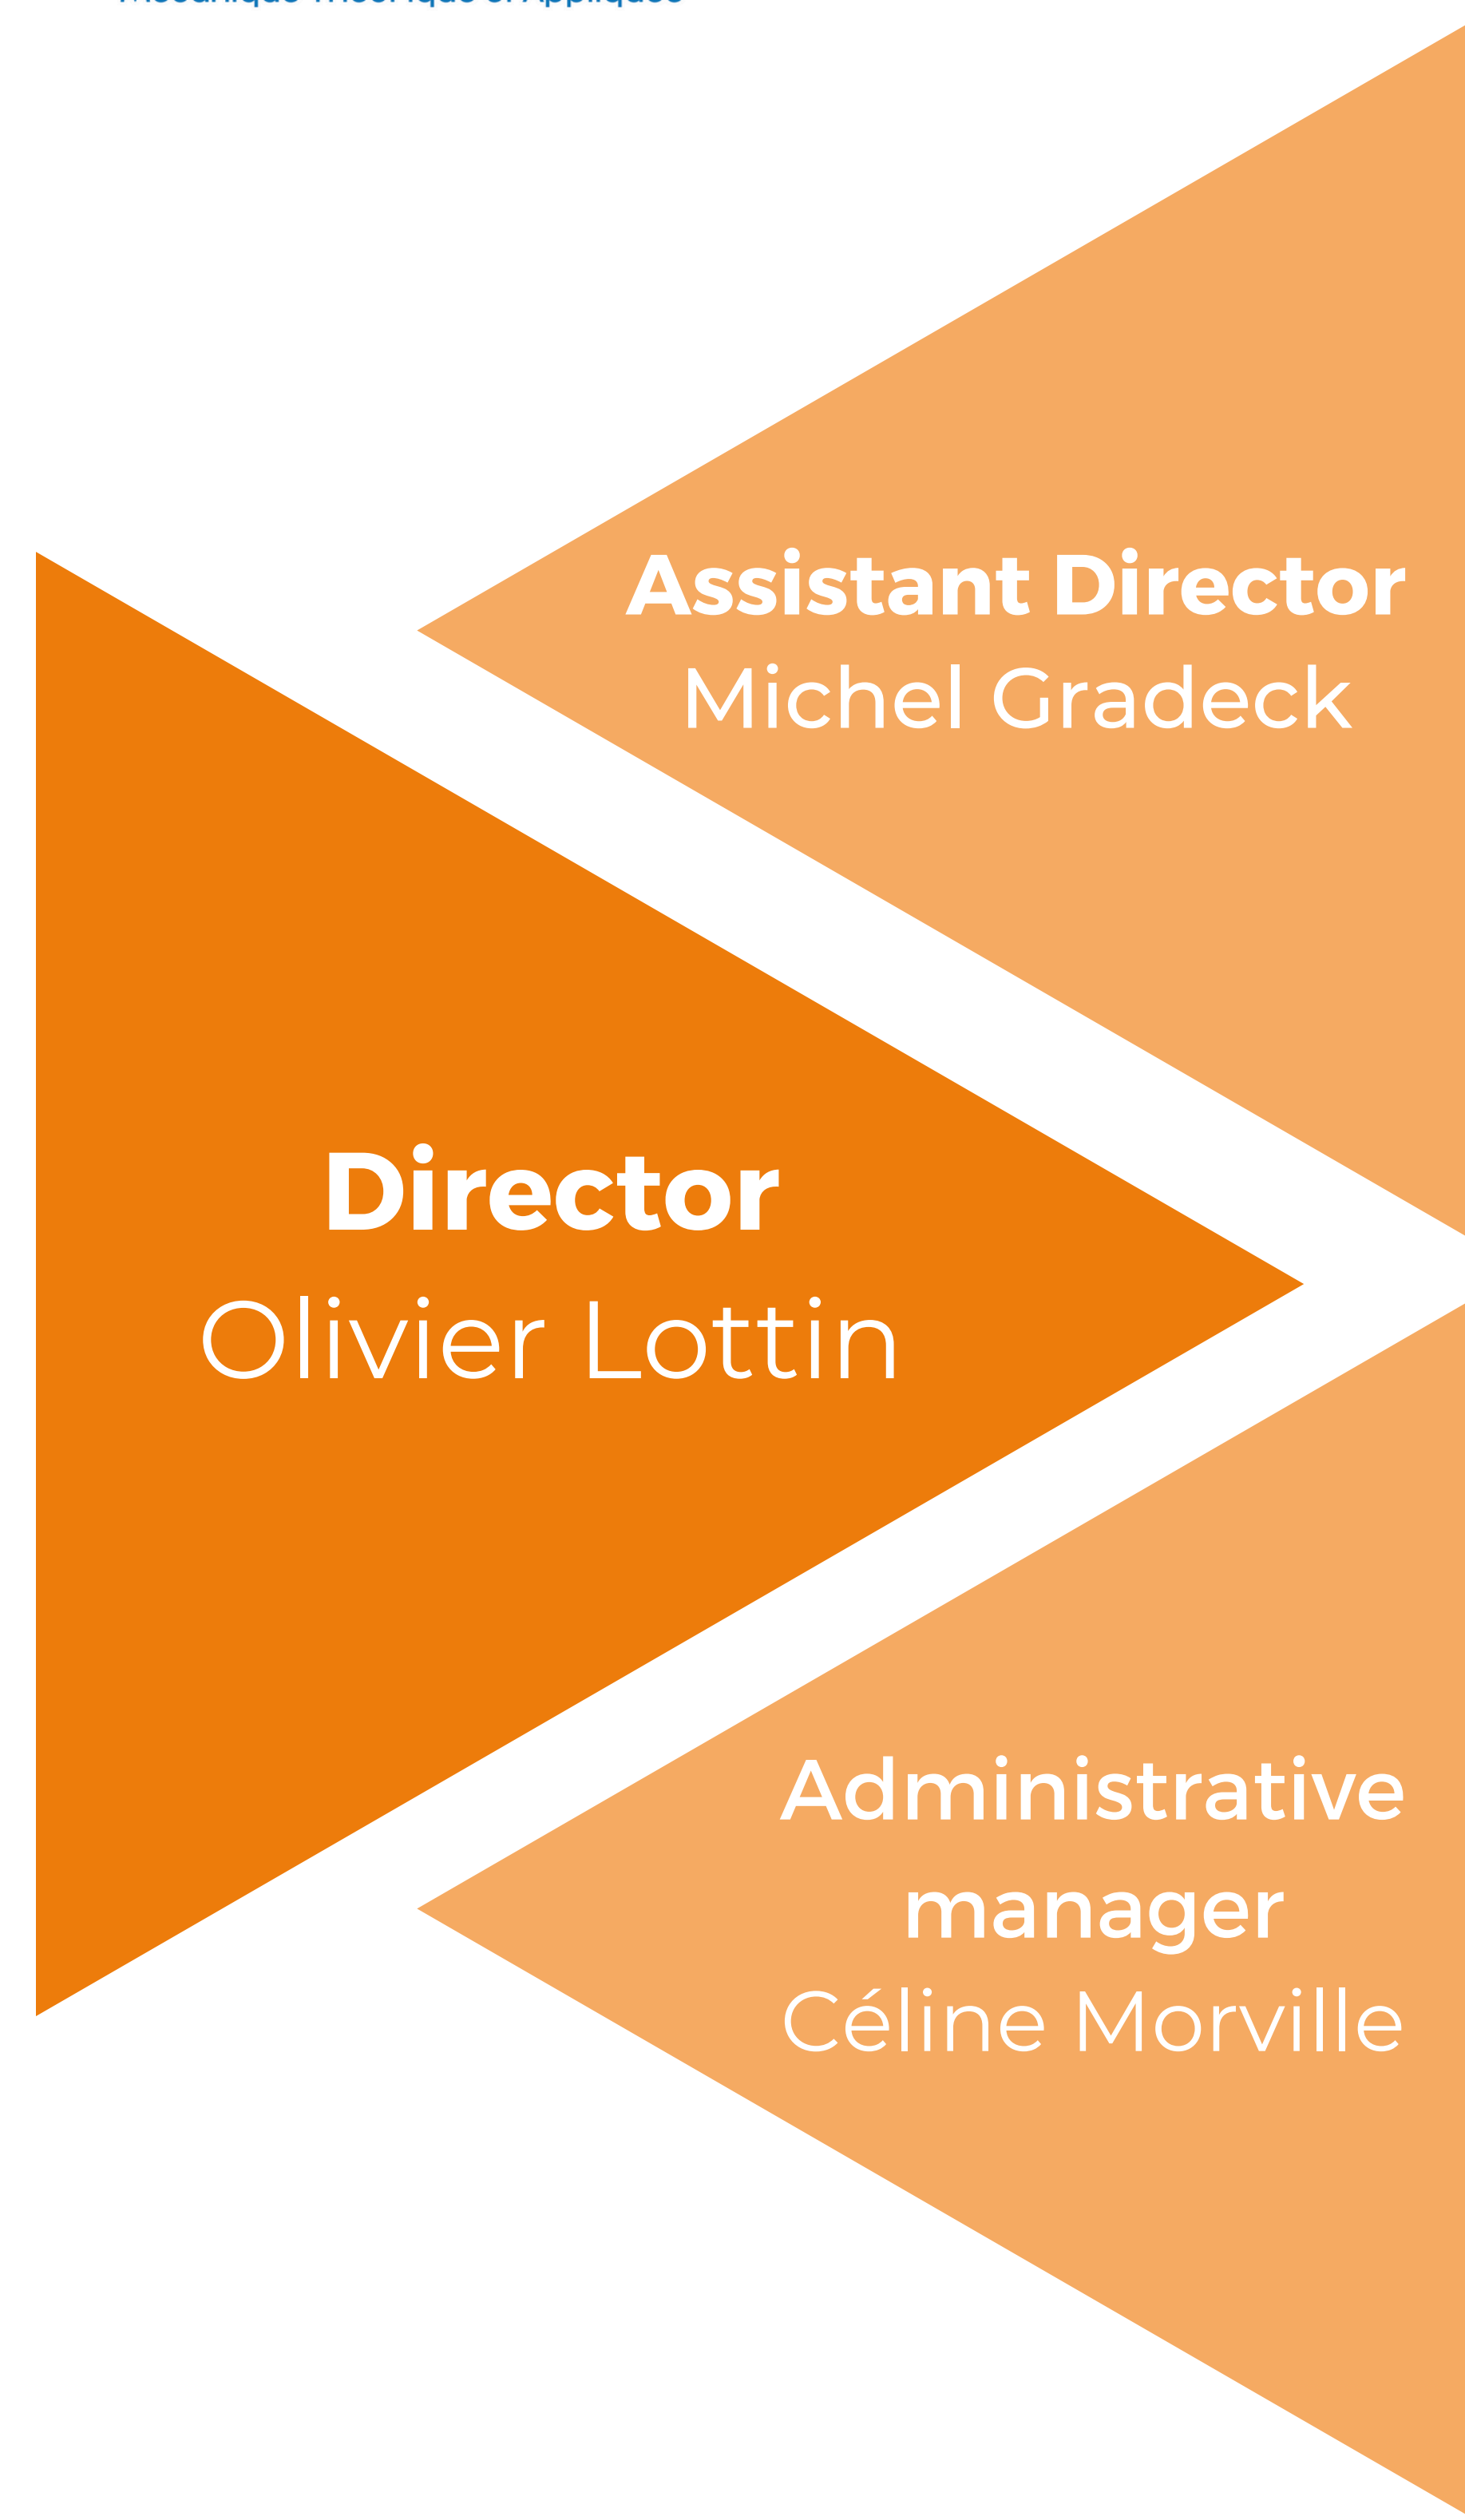 Assistant Director
Michel Gradeck
Director
Olivier Lottin
Administrative
manager
Céline Morville